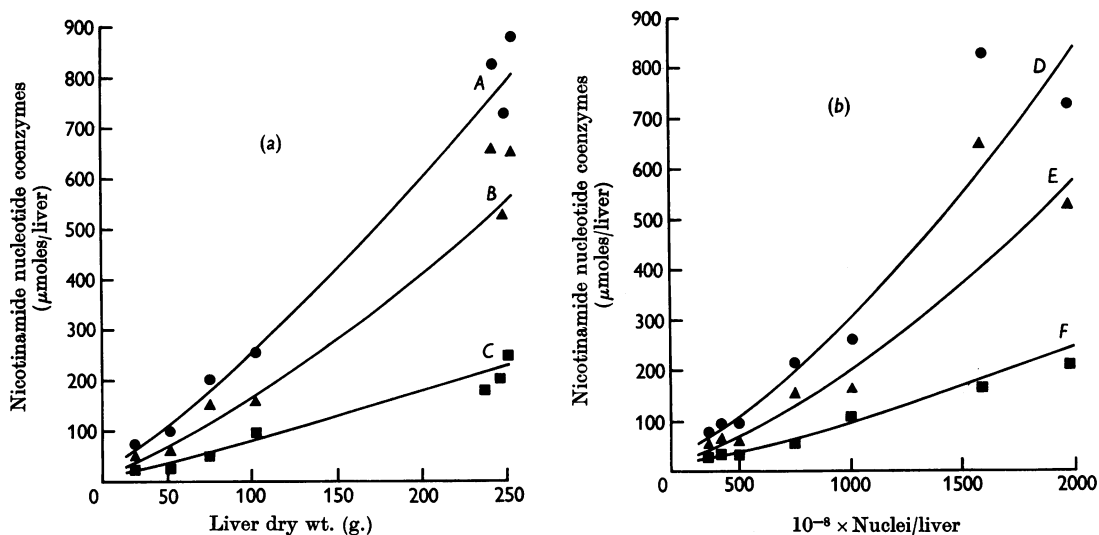 Nicotinamide nucleotide coenzymes
(μmoles/liver)
900
800
700
600
500
400
300
200
100
0
50
100
150
200
250
Liver dry wt. (g.)
(a)
A
B
C
Nicotinamide nucleotide coenzymes
(μmoles/liver)
900
800
700
600
500
400
300
200
100
0
500
1000
1500
2000
10⁻⁸ × Nuclei/liver
(b)
D
E
F